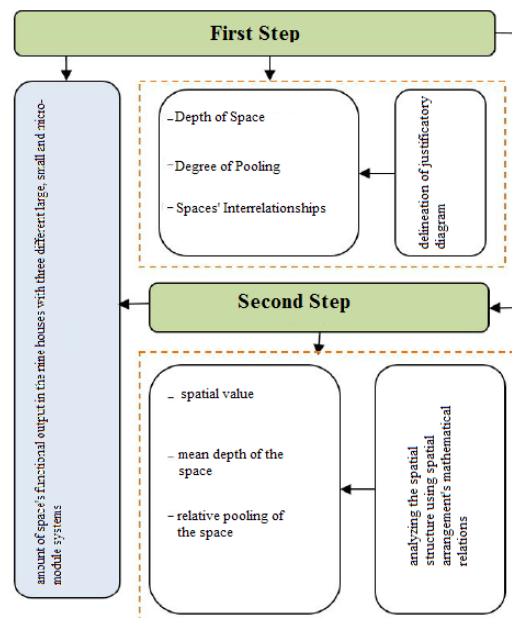 First Step
amount of space's functional output in the nine houses with three different large, small and micro-
module systems
- Depth of Space
- Degree of Pooling
- Spaces' Interrelationships
delineation of justificatory
diagram
Second Step
- spatial value
- mean depth of the
space
- relative pooling of
the space
analyzing the spatial
structure using spatial
arrangement's mathematical
relations